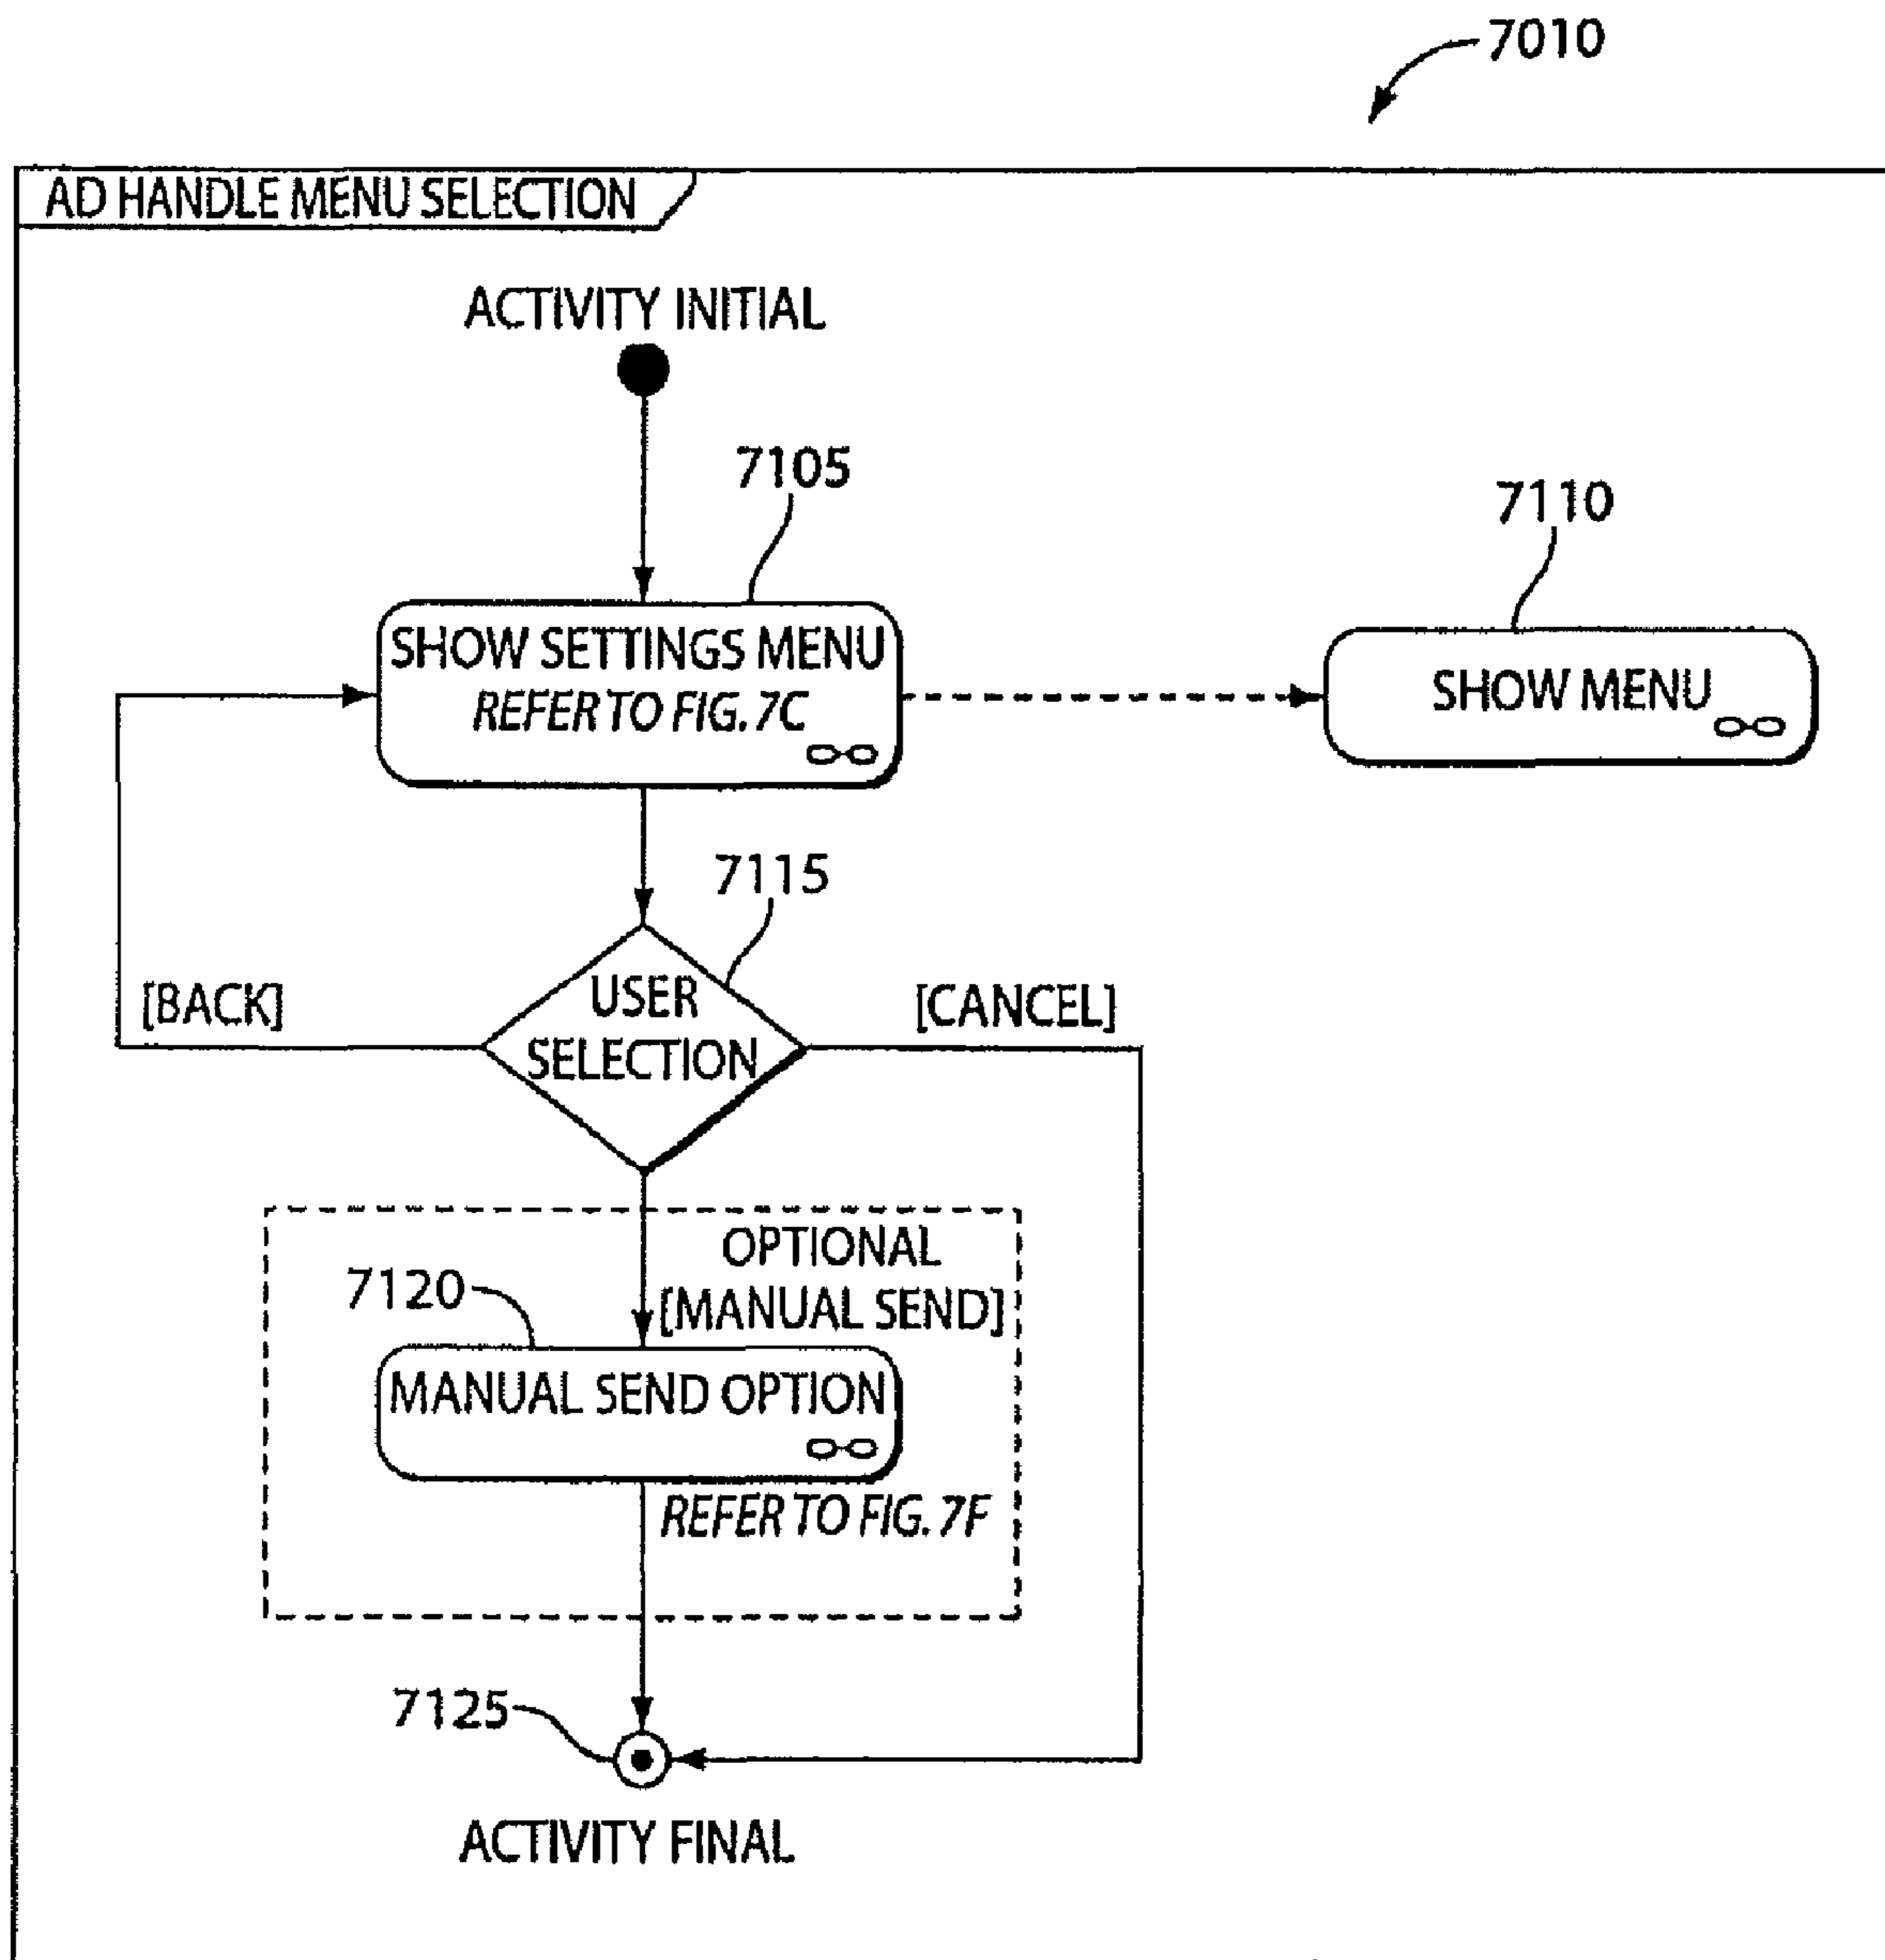 7010
AD HANDLE MENU SELECTION
ACTIVITY INITIAL
7105
7110
SHOW SETTINGS MENU
REFER TO FIG. 7C
SHOW MENU
7115
[BACK]
USER
SELECTION
[CANCEL]
OPTIONAL
[MANUAL SEND]
7120
MANUAL SEND OPTION
REFER TO FIG. 7F
7125
ACTIVITY FINAL